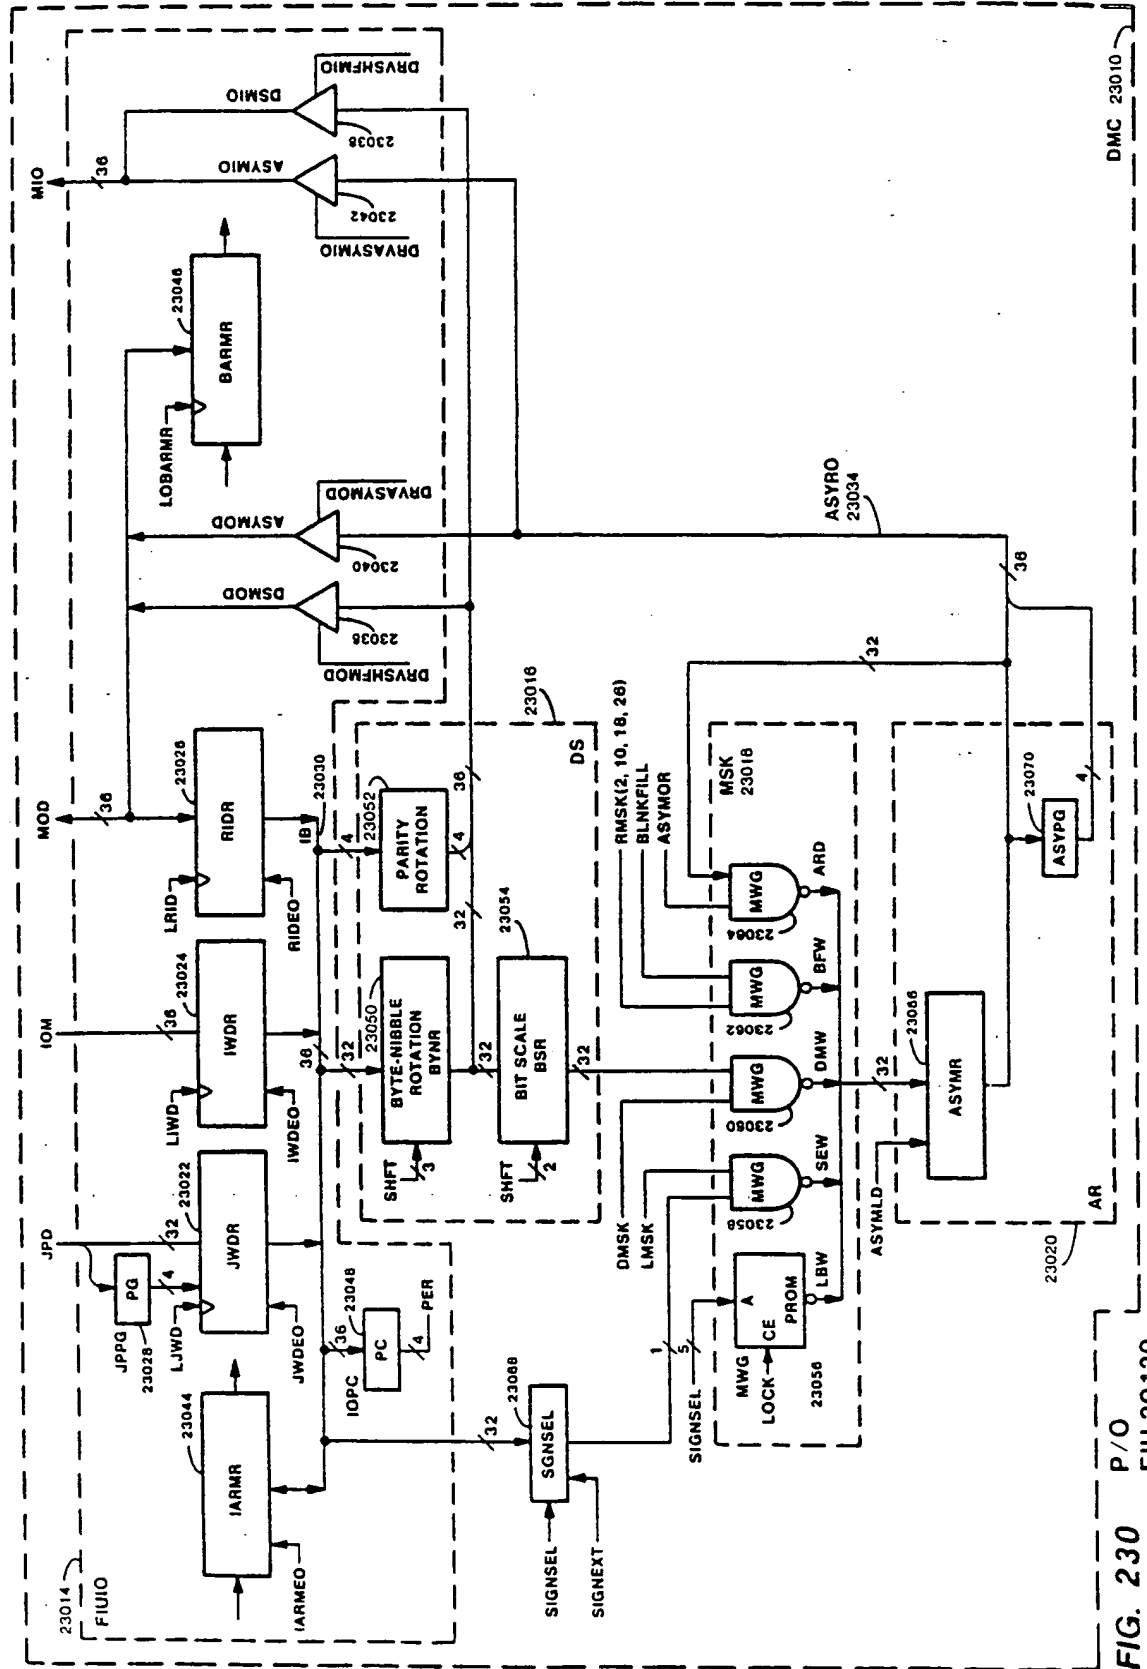 MOD
IOM
JPD
MIO
36
36
36
32
23014
FIUIO
23044
IARMR
IARMEO
JPPG
PG
23028
4
LJWD
23022
JWDR
JWDEO
LIWD
23024
IWDR
IWDEO
LRID
23026
RIDR
RIDEO
IB
23030
36
DSMOD
ASYMOD
DRVSHFMOD
DRVASYMOD
23040
LOBARMR
23046
BARMR
ASYMIO
DSMIO
DRVASYMIO
DRVSHFMIO
23042
23038
IOPC
36
PC
23048
4
PER
32
4
23050
BYTE-NIBBLE
ROTATION
BYNR
SHFT
3
23052
PARITY
ROTATION
4
36
32
32
23054
BIT SCALE
BSR
SHFT
2
32
DS
23016
SIGNSEL
SIGNEXT
32
23068
SGNSEL
1
5
SIGNSEL
DMSK
LMSK
RMSK(2, 10, 18, 26)
BLNKFILL
ASYMOR
MSK
23018
MWG
LOCK
A
CE
PROM
23056
LBW
MWG
23058
SEW
MWG
23060
DMW
MWG
23062
BFW
MWG
23064
ARD
32
32
ASYMLD
23066
ASYMR
AR
23020
23070
ASYPG
4
36
ASYRO
23034
DMC 23010
FIG. 230
P/O